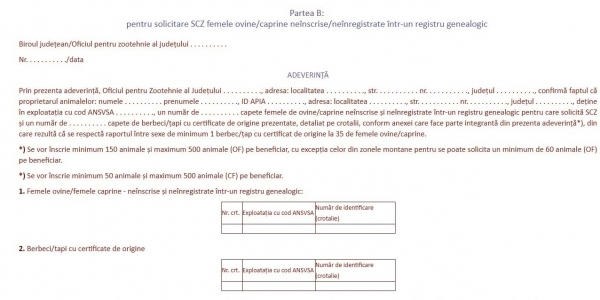 Partea B:
pentru solicitare SCZ femele ovine/caprine neînscrise/neînregistrate într-un registru genealogic
Biroul județean/Oficiul pentru zootehnie al județului . . . . . . . . . .
Nr. . . . . . . . . . ./data
ADEVERINȚĂ
Prin prezenta adeverință, Oficiul pentru Zootehnie al Județului . . . . . . . . . ., adresa: localitatea . . . . . . . . . ., str. . . . . . . . . . . nr. . . . . . . . . . ., județul . . . . . . . . . ., confirmă faptul că
proprietarul animalelor: numele . . . . . . . . . . prenumele . . . . . . . . . ., ID APIA . . . . . . . . . ., adresa: localitatea . . . . . . . . . ., str. . . . . . . . . . . nr. . . . . . . . . . ., județul . . . . . . . . . ., deține
în exploatația cu cod ANSVSA . . . . . . . . . ., un număr de . . . . . . . . . . capete femele de ovine/caprine neînscrise și neînregistrate într-un registru genealogic pentru care solicită SCZ
și un număr de . . . . . . . . . . capete de berbeci/țapi cu certificate de origine prezentate, detaliat pe crotalii, conform anexei care face parte integrantă din prezenta adeverință*), din
care rezultă că se respectă raportul între sexe de minimum 1 berbec/țap cu certificat de origine la 35 de femele ovine/caprine.
*) Se vor înscrie minimum 150 animale și maximum 500 animale (OF) pe beneficiar, cu excepția celor din zonele montane pentru se poate solicita un minimum de 60 animale (OF)
pe beneficiar.
*) Se vor înscrie minimum 50 animale și maximum 500 animale (CF) pe beneficiar.
1. Femele ovine/femele caprine - neînscrise și neînregistrate într-un registru genealogic:
Nr. crt. Exploatația cu cod ANSVSA Număr de identificare
(crotalie)
2. Berbeci/țapi cu certificate de origine
Nr. crt. Exploatația cu cod ANSVSA Număr de identificare
(crotalie)